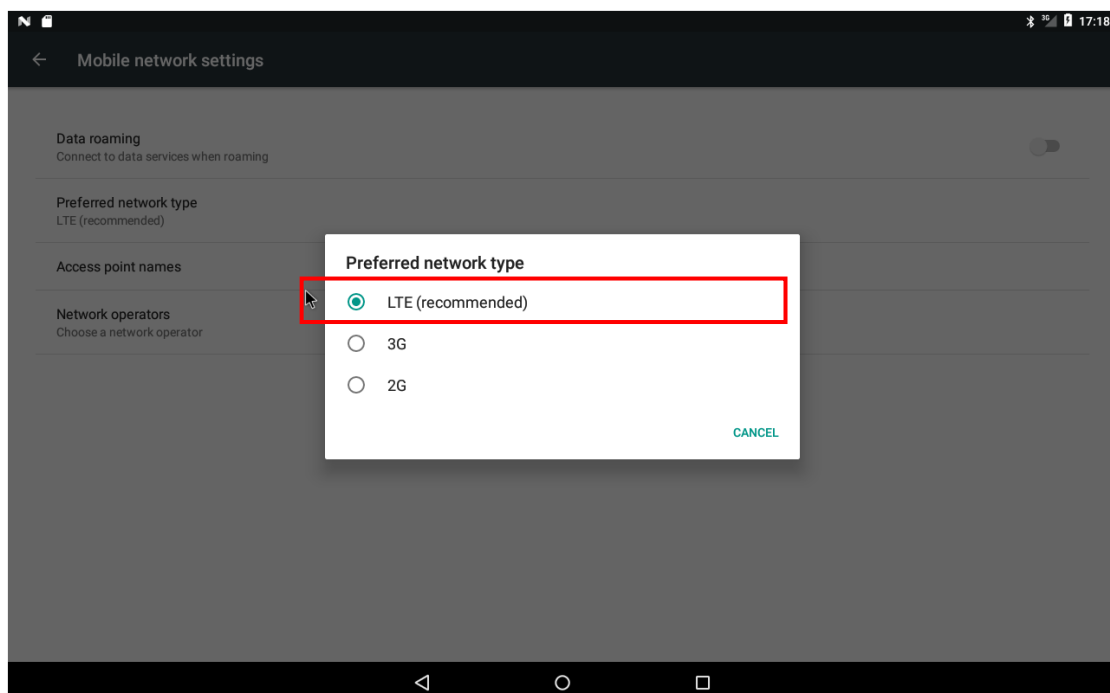 3G 17:18
Mobile network settings
Data roaming
Connect to data services when roaming
Preferred network type
LTE (recommended)
Access point names
Network operators
Choose a network operator
Preferred network type
LTE (recommended)
3G
2G
CANCEL